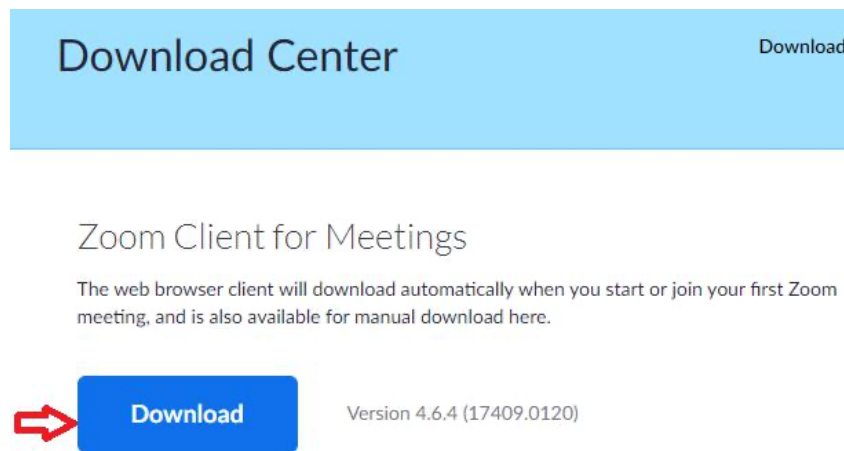 Download Center
Download
Zoom Client for Meetings
The web browser client will download automatically when you start or join your first Zoom
meeting, and is also available for manual download here.
Download
Version 4.6.4 (17409.0120)